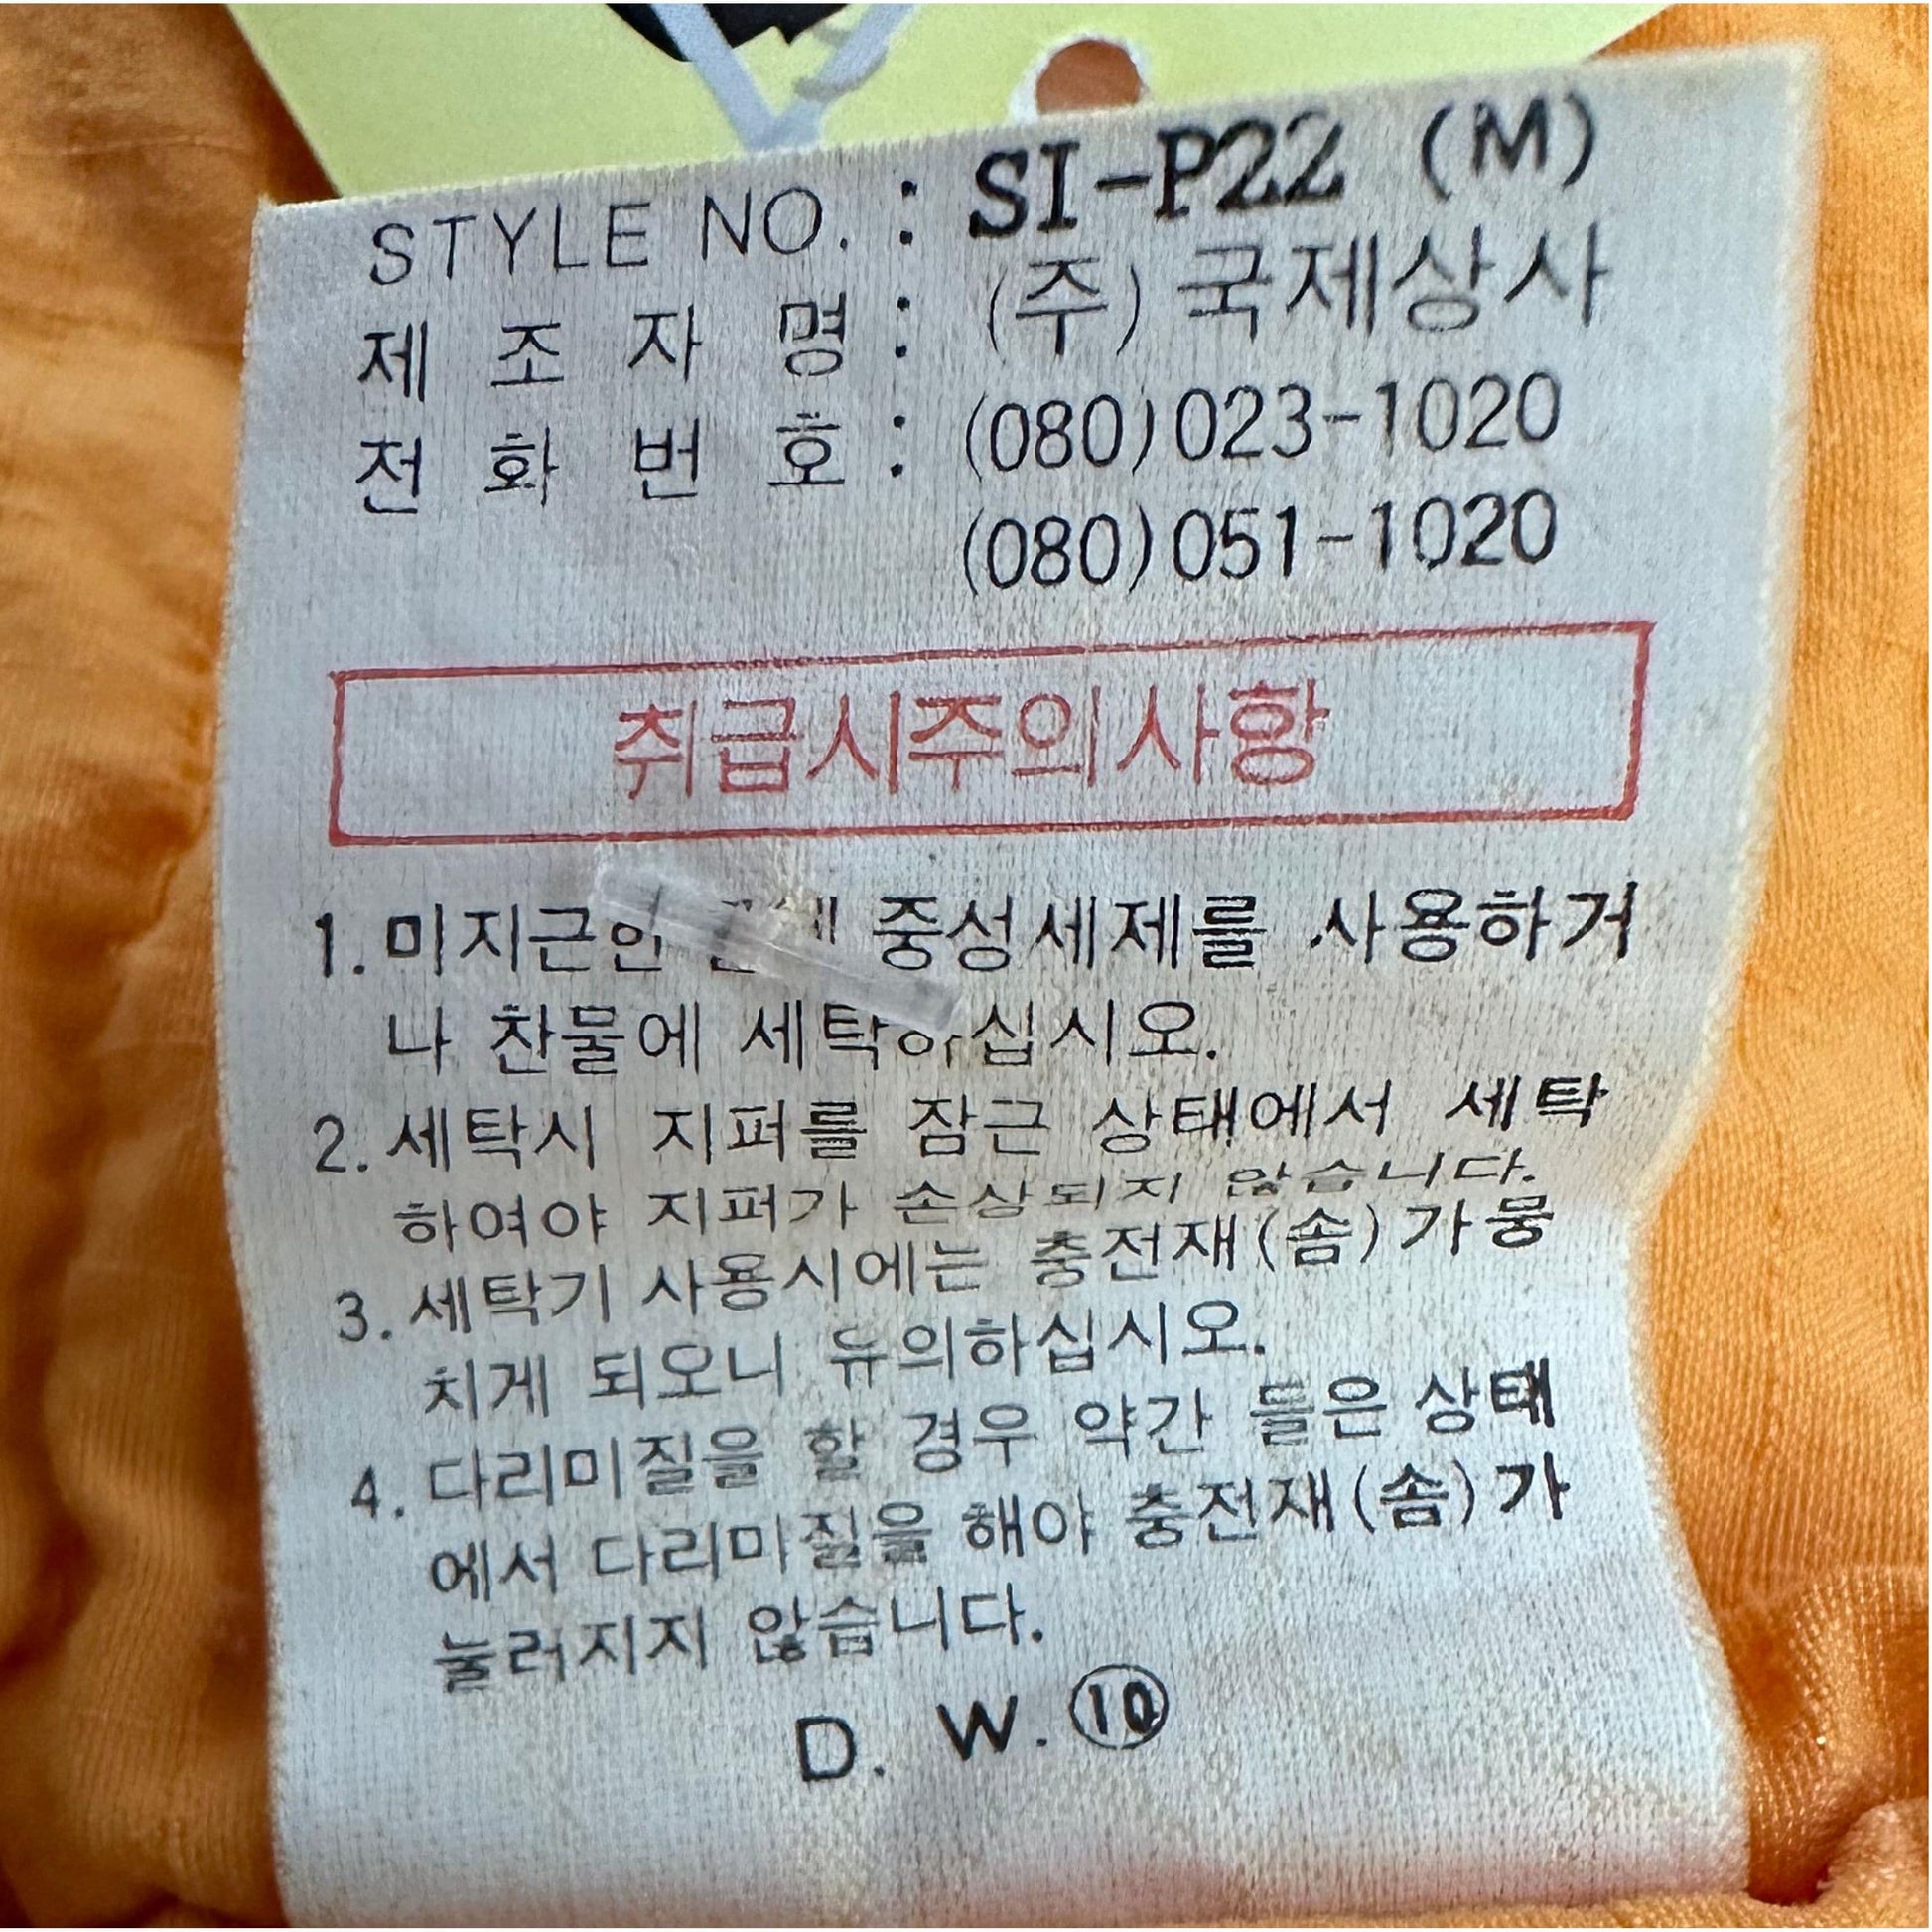 STYLE NO. : SI-P22 (M)
제 조 자 명 : (주) 국제상사
전 화 번 호 : (080) 023-1020
(080) 051-1020
취급시주의사항
1. 미지근한 중성세제를 사용하거
나 찬물에 세탁하십시오.
2. 세탁시 지퍼를 잠근 상태에서 세탁
하여야 지퍼가 손상되지 않습니다.
3. 세탁기 사용시에는 충전재(솜)가 뭉
치게 되오니 유의하십시오.
4. 다리미질을 할 경우 약간 들은 상태
에서 다리미질을 해야 충전재(솜)가
눌러지지 않습니다.
D. W. ⑩